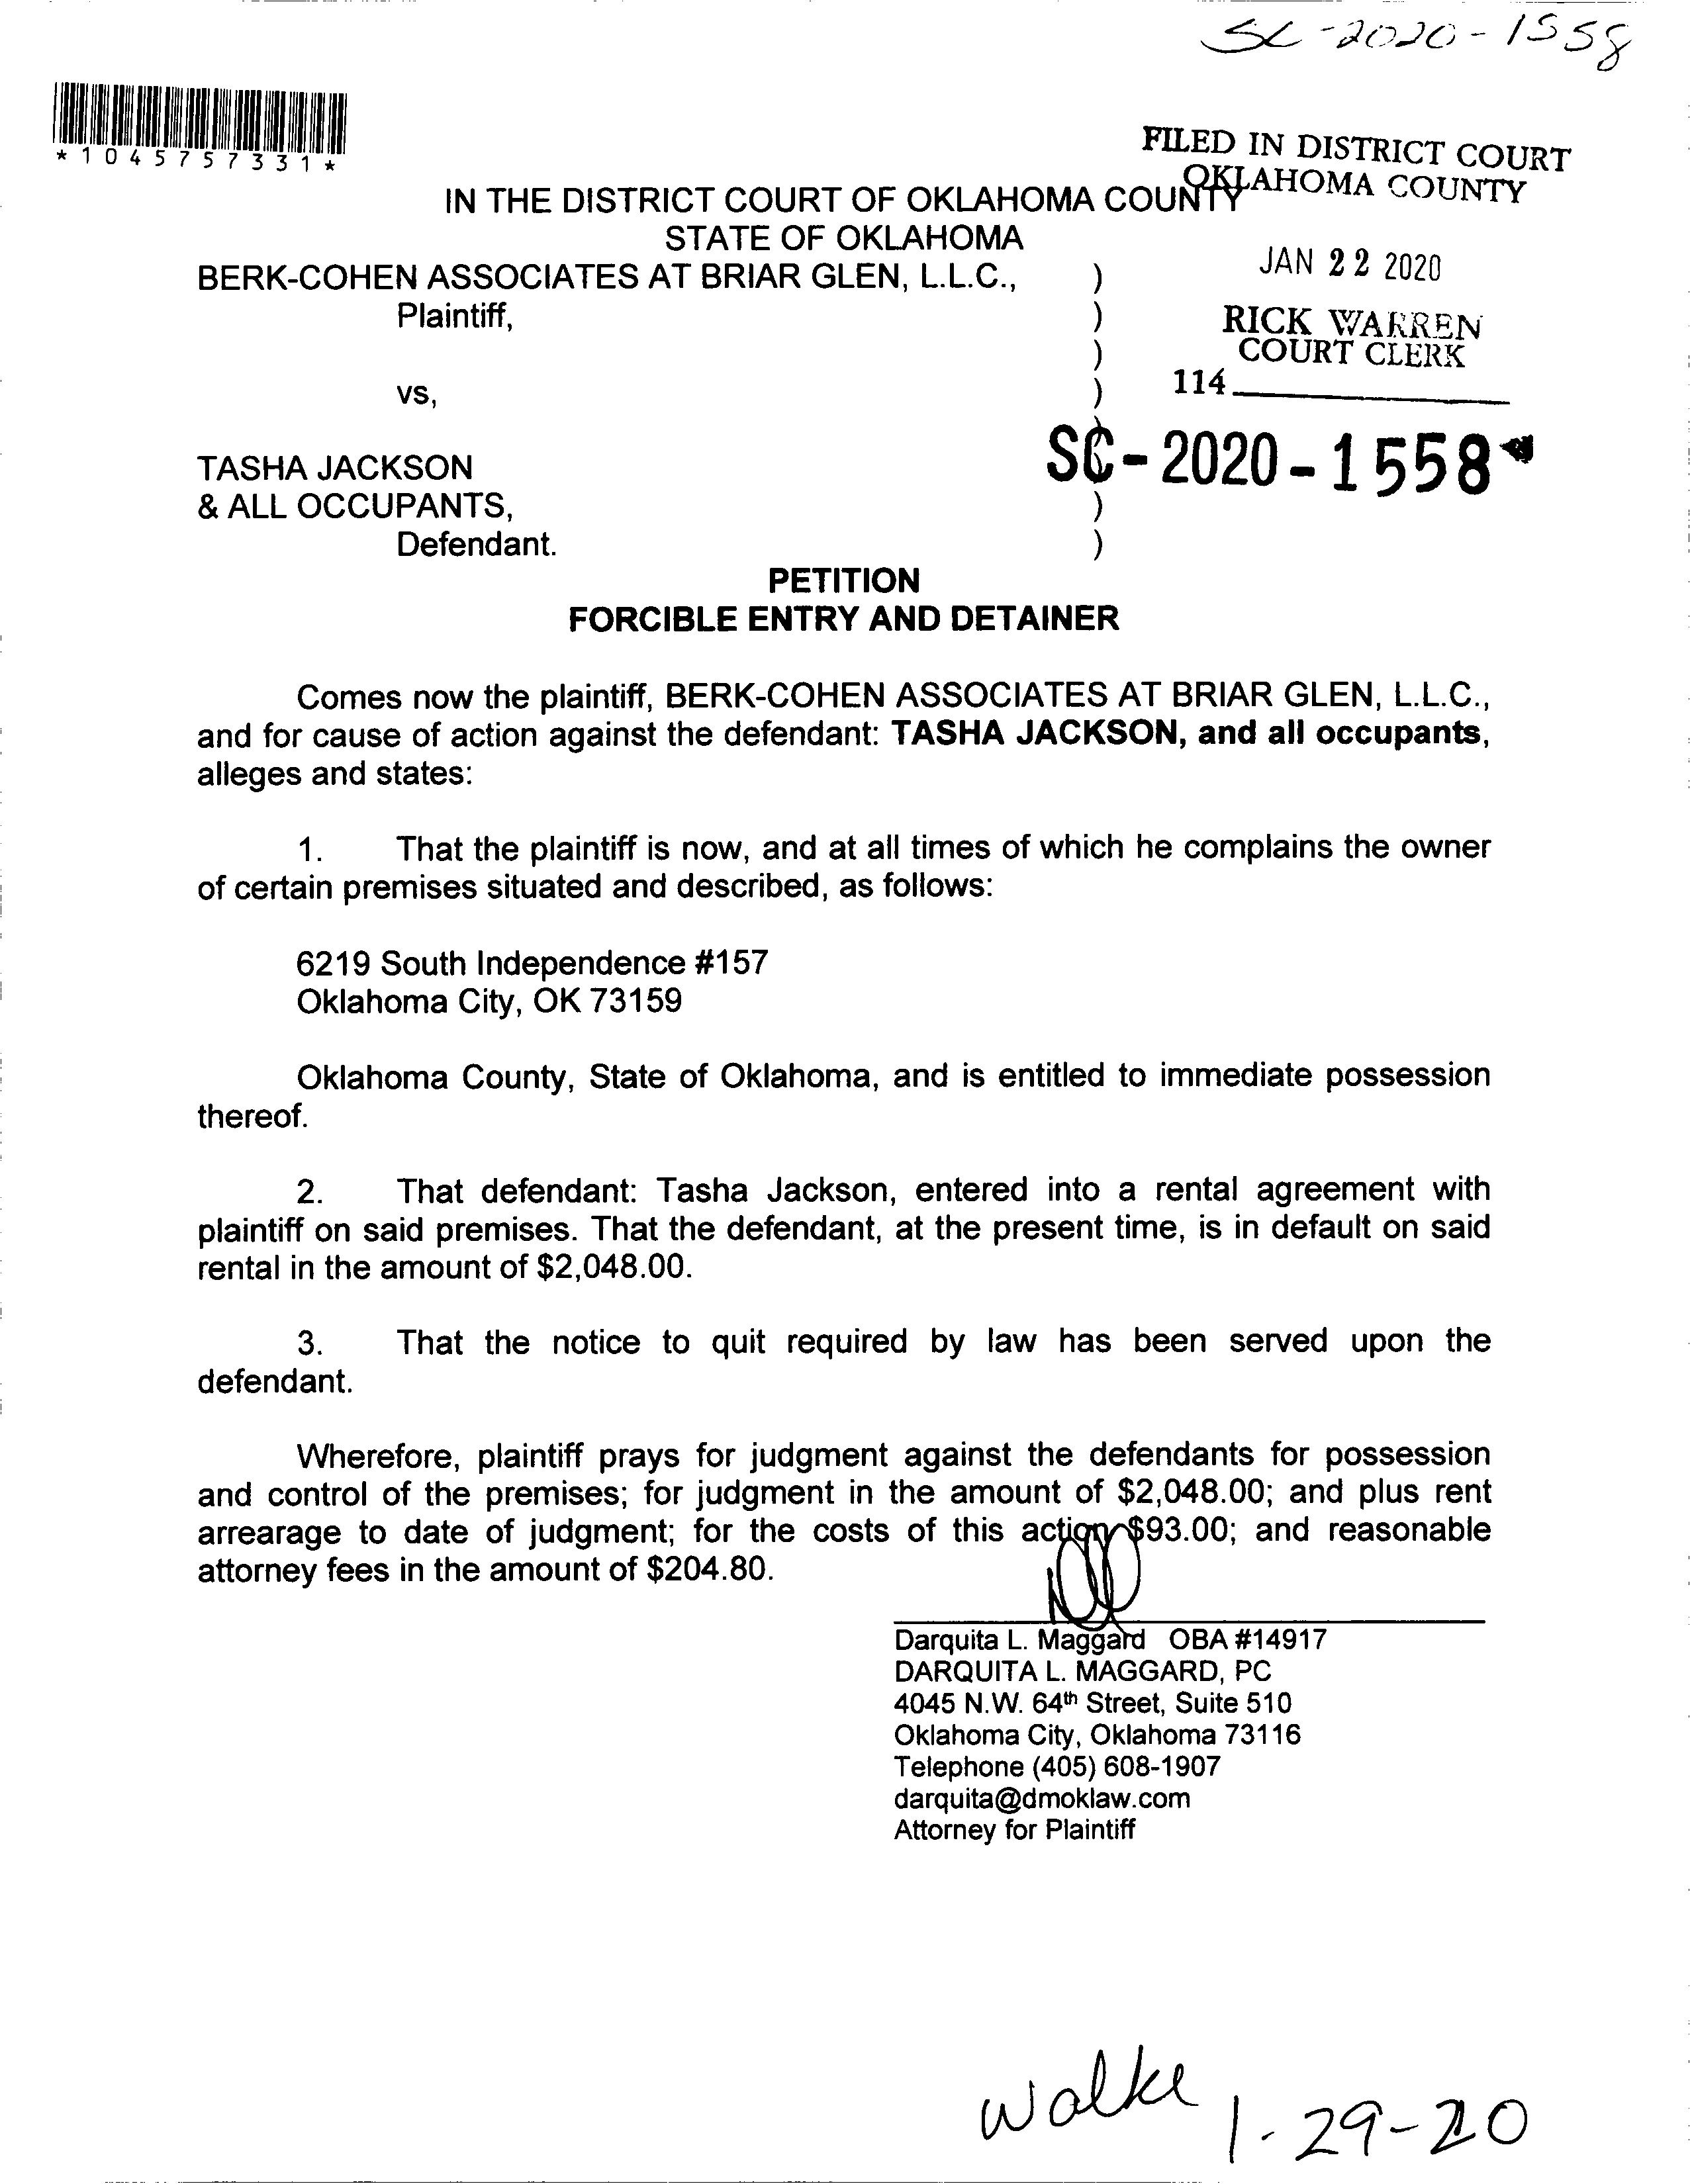 SC-2020-1558
*1045757331*
FILED IN DISTRICT COURT
OKLAHOMA COUNTY
IN THE DISTRICT COURT OF OKLAHOMA COUNTY
STATE OF OKLAHOMA
JAN 22 2020
BERK-COHEN ASSOCIATES AT BRIAR GLEN, L.L.C., )
Plaintiff, )
RICK WARREN
COURT CLERK
)
vs, )
114
SC-2020-1558
TASHA JACKSON
& ALL OCCUPANTS, )
Defendant. )
PETITION
FORCIBLE ENTRY AND DETAINER
Comes now the plaintiff, BERK-COHEN ASSOCIATES AT BRIAR GLEN, L.L.C.,
and for cause of action against the defendant: TASHA JACKSON, and all occupants,
alleges and states:
1. That the plaintiff is now, and at all times of which he complains the owner
of certain premises situated and described, as follows:
6219 South Independence #157
Oklahoma City, OK 73159
Oklahoma County, State of Oklahoma, and is entitled to immediate possession
thereof.
2. That defendant: Tasha Jackson, entered into a rental agreement with
plaintiff on said premises. That the defendant, at the present time, is in default on said
rental in the amount of $2,048.00.
3. That the notice to quit required by law has been served upon the
defendant.
Wherefore, plaintiff prays for judgment against the defendants for possession
and control of the premises; for judgment in the amount of $2,048.00; and plus rent
arrearage to date of judgment; for the costs of this action $93.00; and reasonable
attorney fees in the amount of $204.80.
Darquita L. Maggard OBA #14917
DARQUITA L. MAGGARD, PC
4045 N.W. 64th Street, Suite 510
Oklahoma City, Oklahoma 73116
Telephone (405) 608-1907
darquita@dmoklaw.com
Attorney for Plaintiff
Walke
1-29-20